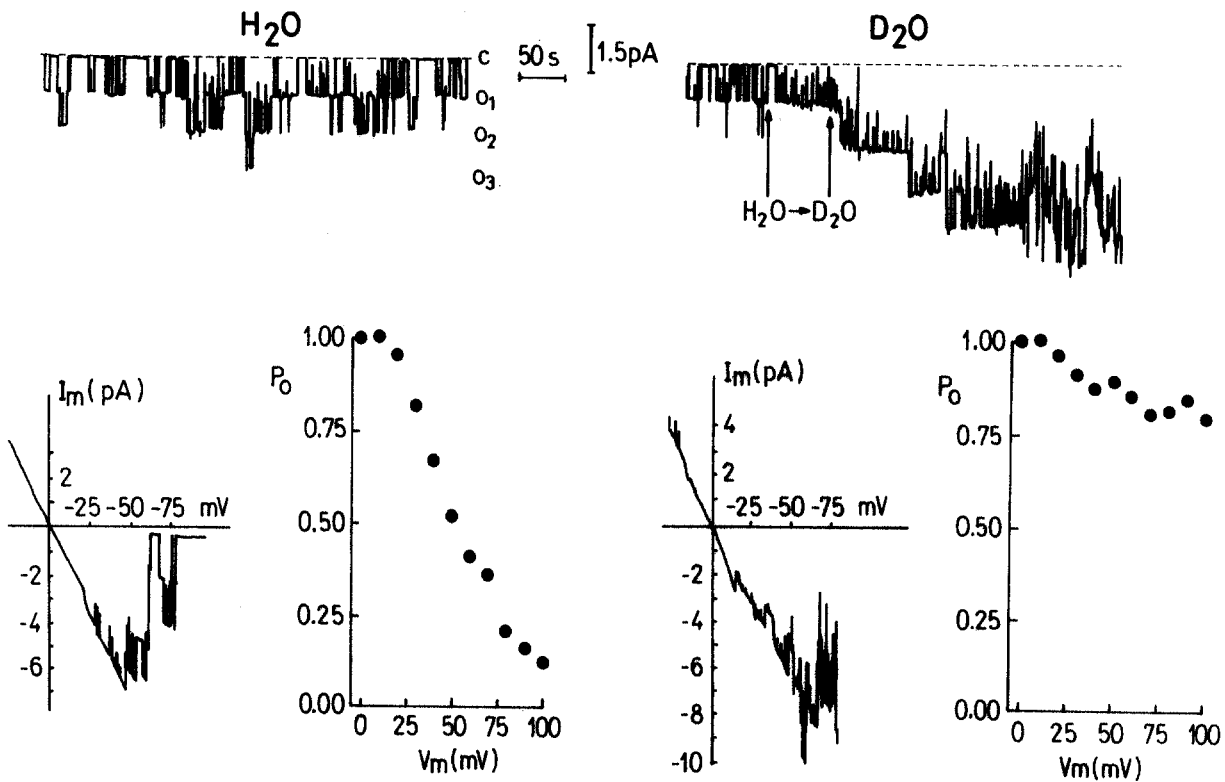 H₂O
50 s
1.5pA
D₂O
C
O₁
O₂
O₃
H₂O→D₂O
Iₘ(pA)
2
-25 -50 -75 mV
-2
-4
-6
P₀
1.00
0.75
0.50
0.25
0.00
0 25 50 75 100
Vₘ(mV)
Iₘ(pA)
4
2
-25 -50 -75 mV
-2
-4
-6
-8
-10
P₀
1.00
0.75
0.50
0.25
0.00
0 25 50 75 100
Vₘ(mV)